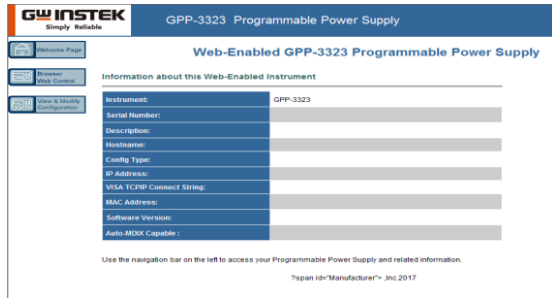 GWINSTEK
Simply Reliable
GPP-3323 Programmable Power Supply
Welcome Page
Browser
Web Control
View & Modify
Configuration
Web-Enabled GPP-3323 Programmable Power Supply
Information about this Web-Enabled Instrument
Instrument: GPP-3323
Serial Number:
Description:
Hostname:
Config Type:
IP Address:
VISA TCPIP Connect String:
MAC Address:
Software Version:
Auto-MDIX Capable :
Use the navigation bar on the left to access your Programmable Power Supply and related information.
?span id="Manufacturer"> ,Inc.2017